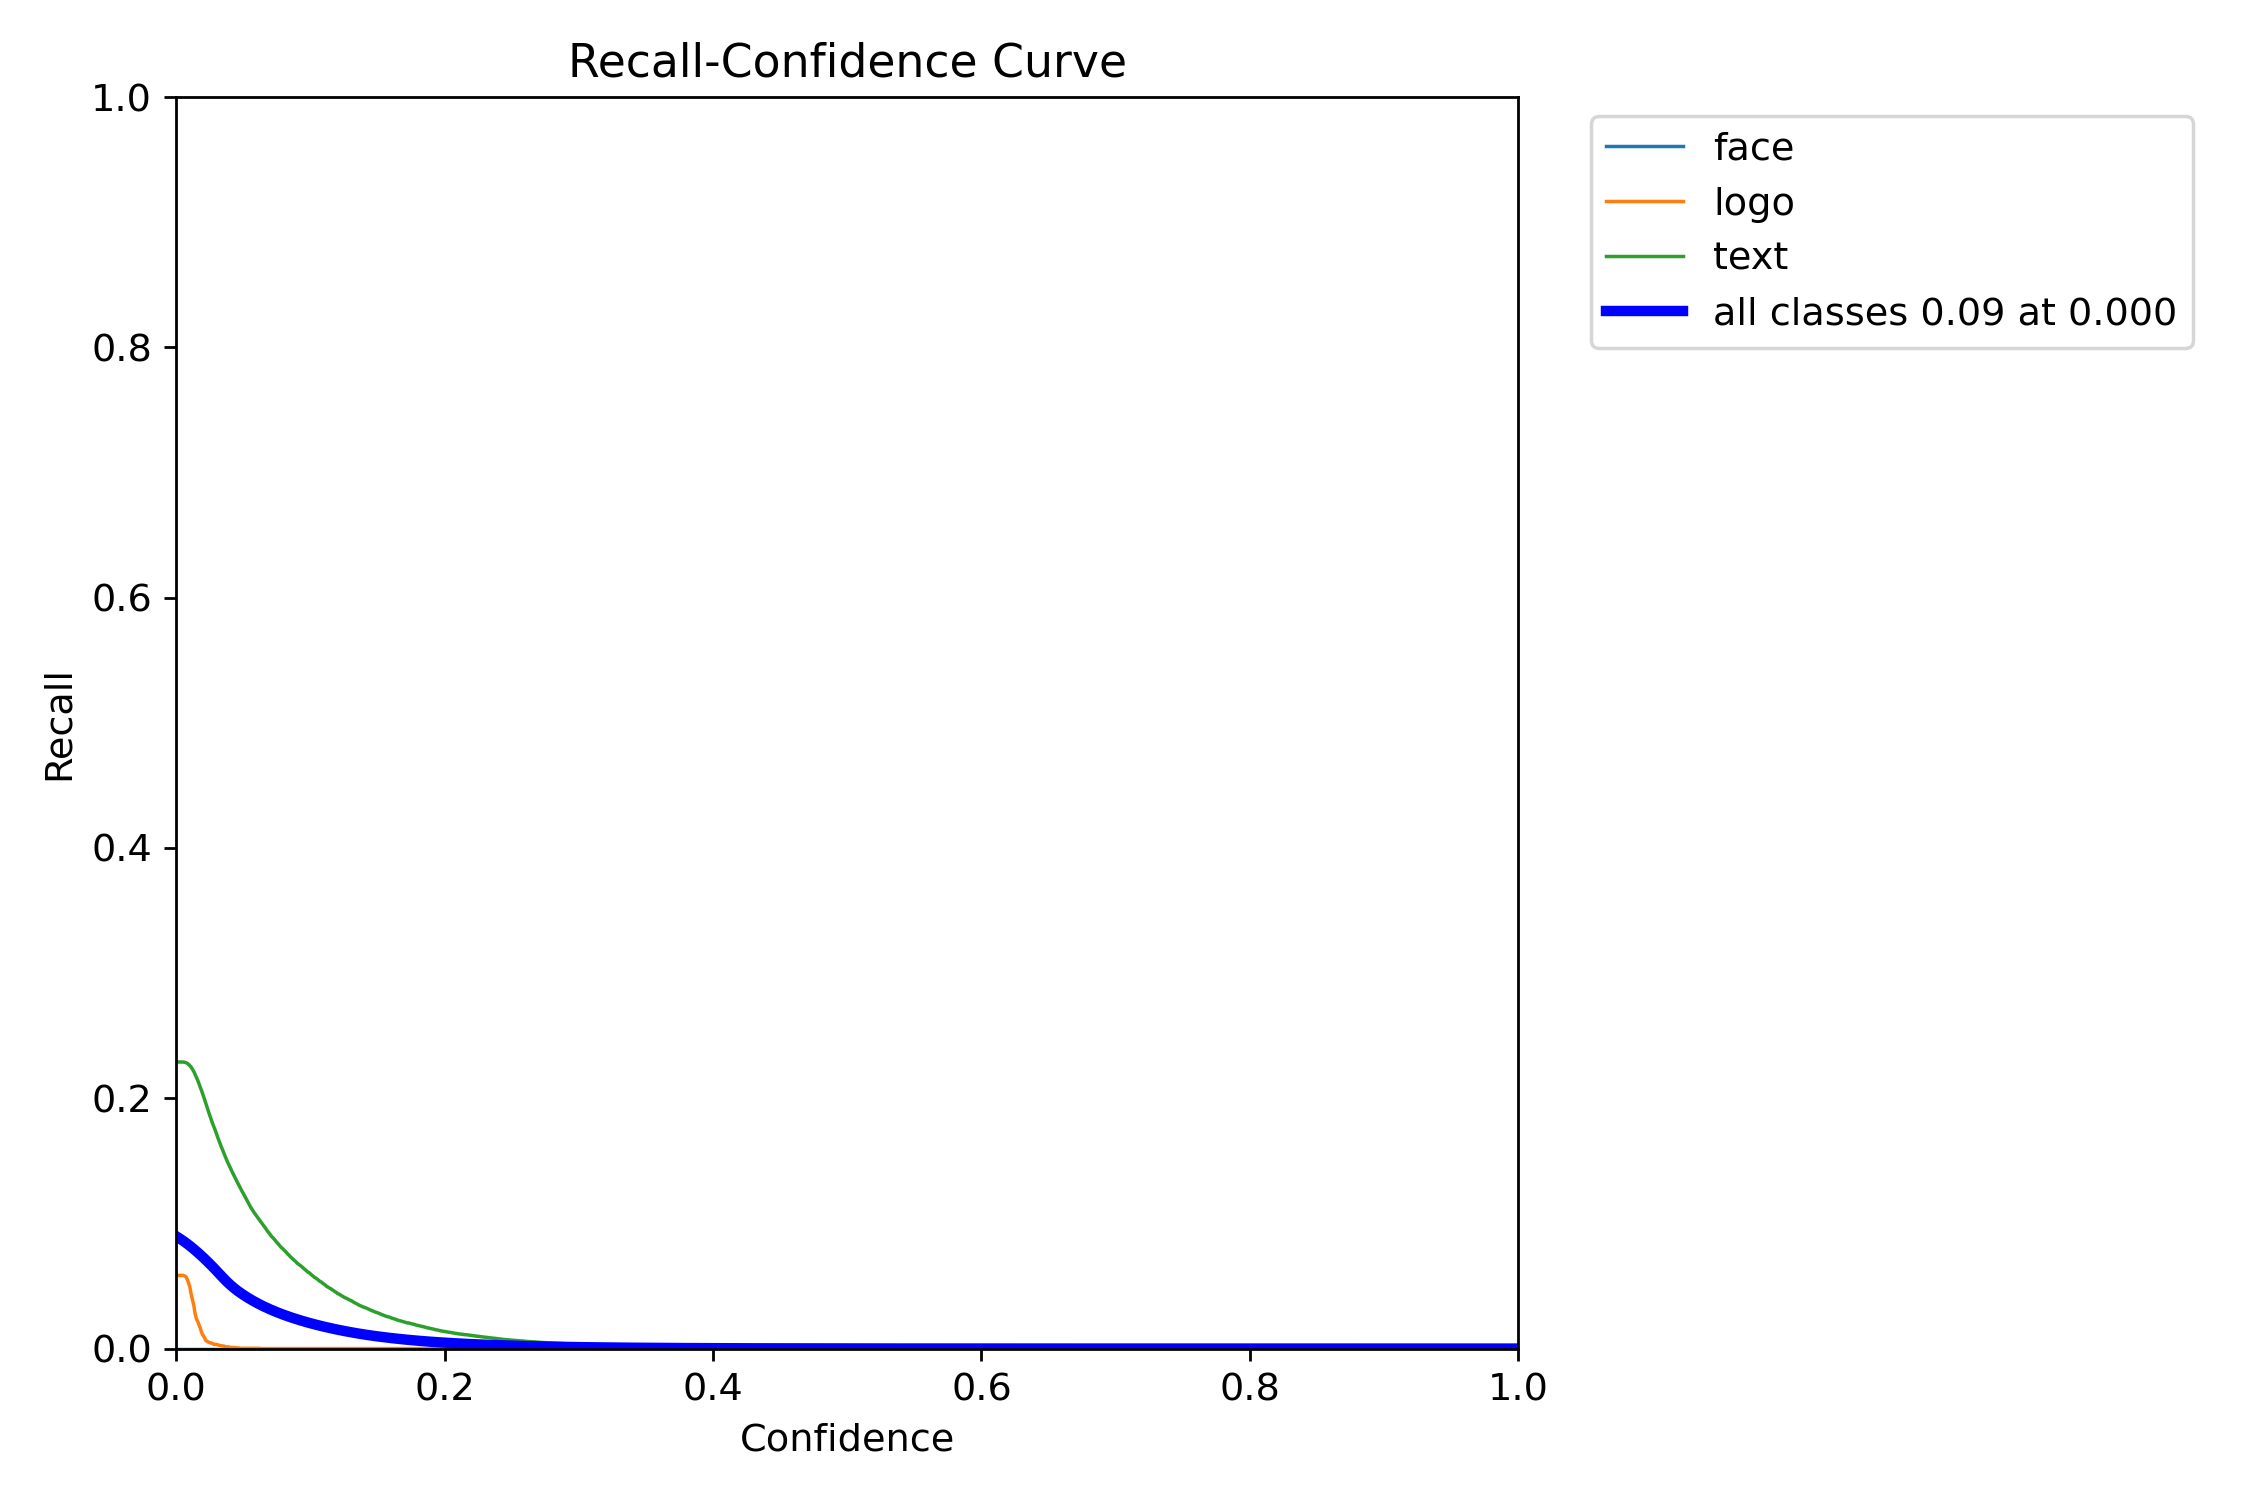 Recall-Confidence Curve
1.0
0.8
0.6
0.4
0.2
0.0
Recall
0.0 0.2 0.4 0.6 0.8 1.0
Confidence
face
logo
text
all classes 0.09 at 0.000